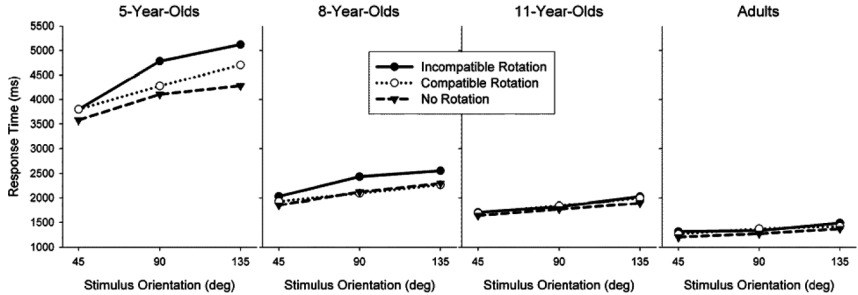 5-Year-Olds 8-Year-Olds 11-Year-Olds Adults
Response Time (ms)
5500
5000
4500
4000
3500
3000
2500
2000
1500
1000
Incompatible Rotation
Compatible Rotation
No Rotation
45 90 135 45 90 135 45 90 135 45 90 135
Stimulus Orientation (deg) Stimulus Orientation (deg) Stimulus Orientation (deg) Stimulus Orientation (deg)